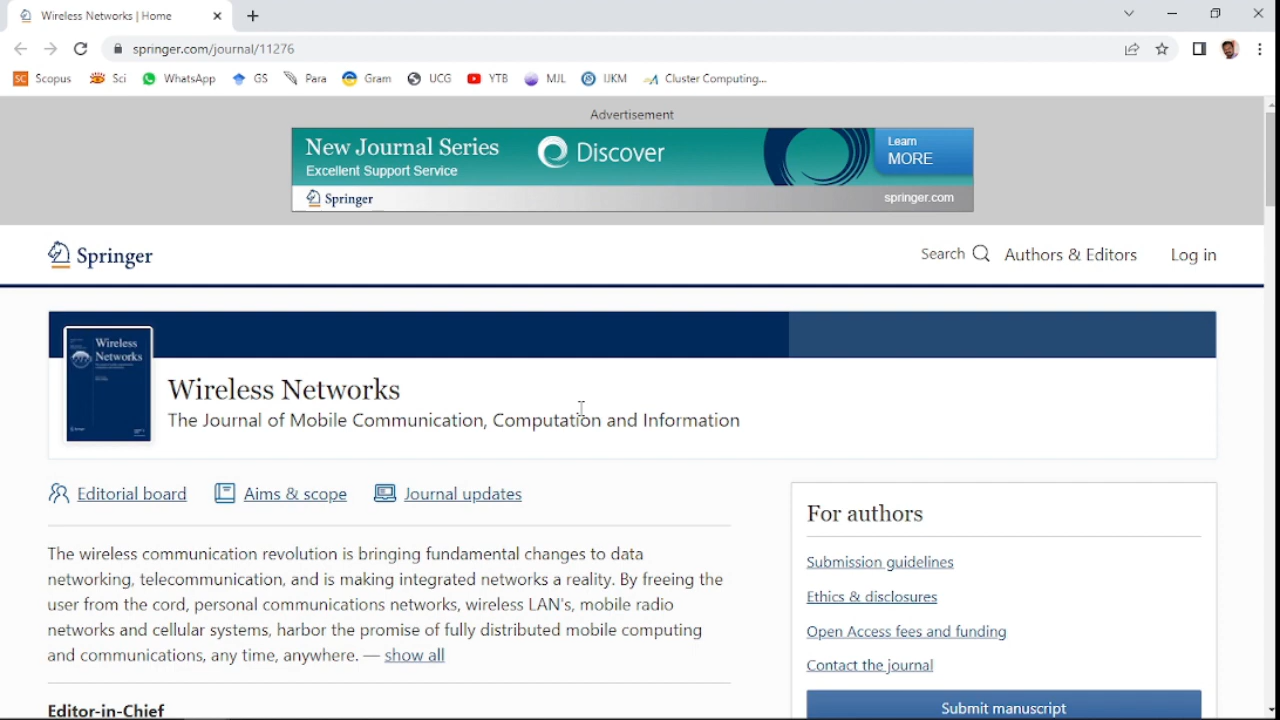 Wireless Networks | Home
springer.com/journal/11276
SC Scopus Sci WhatsApp GS Para Gram UCG YTB MJL IJKM Cluster Computing...
Advertisement
New Journal Series
Excellent Support Service
Discover
Learn
MORE
Springer
springer.com
Springer
Search
Authors & Editors
Log in
Wireless
Networks
Wireless Networks
The Journal of Mobile Communication, Computation and Information
Editorial board
Aims & scope
Journal updates
The wireless communication revolution is bringing fundamental changes to data
networking, telecommunication, and is making integrated networks a reality. By freeing the
user from the cord, personal communications networks, wireless LAN's, mobile radio
networks and cellular systems, harbor the promise of fully distributed mobile computing
and communications, any time, anywhere. — show all
Editor-in-Chief
For authors
Submission guidelines
Ethics & disclosures
Open Access fees and funding
Contact the journal
Submit manuscript